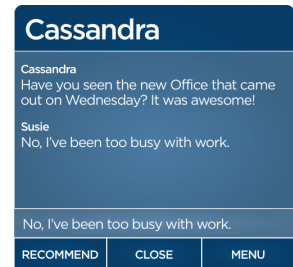 Cassandra
Cassandra
Have you seen the new Office that came
out on Wednesday? It was awesome!
Susie
No, I've been too busy with work.
No, I've been too busy with work.
RECOMMEND CLOSE MENU